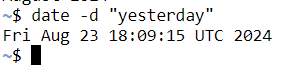 ~$ date -d "yesterday"
Fri Aug 23 18:09:15 UTC 2024
~$